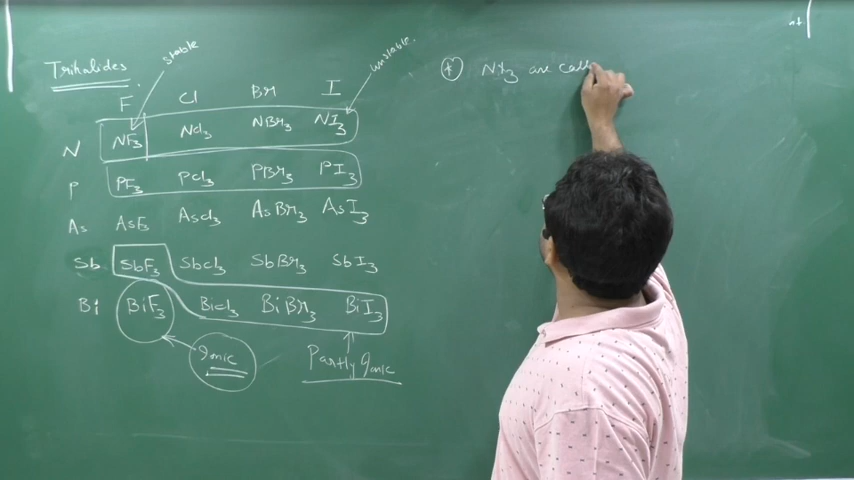 Trihalides
stable
unstable.
F Cl Br I
N NF3 NCl3 NBr3 NI3
P PF3 PCl3 PBr3 PI3
As AsF3 AsCl3 AsBr3 AsI3
Sb SbF3 SbCl3 SbBr3 SbI3
Bi BiF3 BiCl3 BiBr3 BiI3
Ionic
Partly Ionic
* NX3 are call